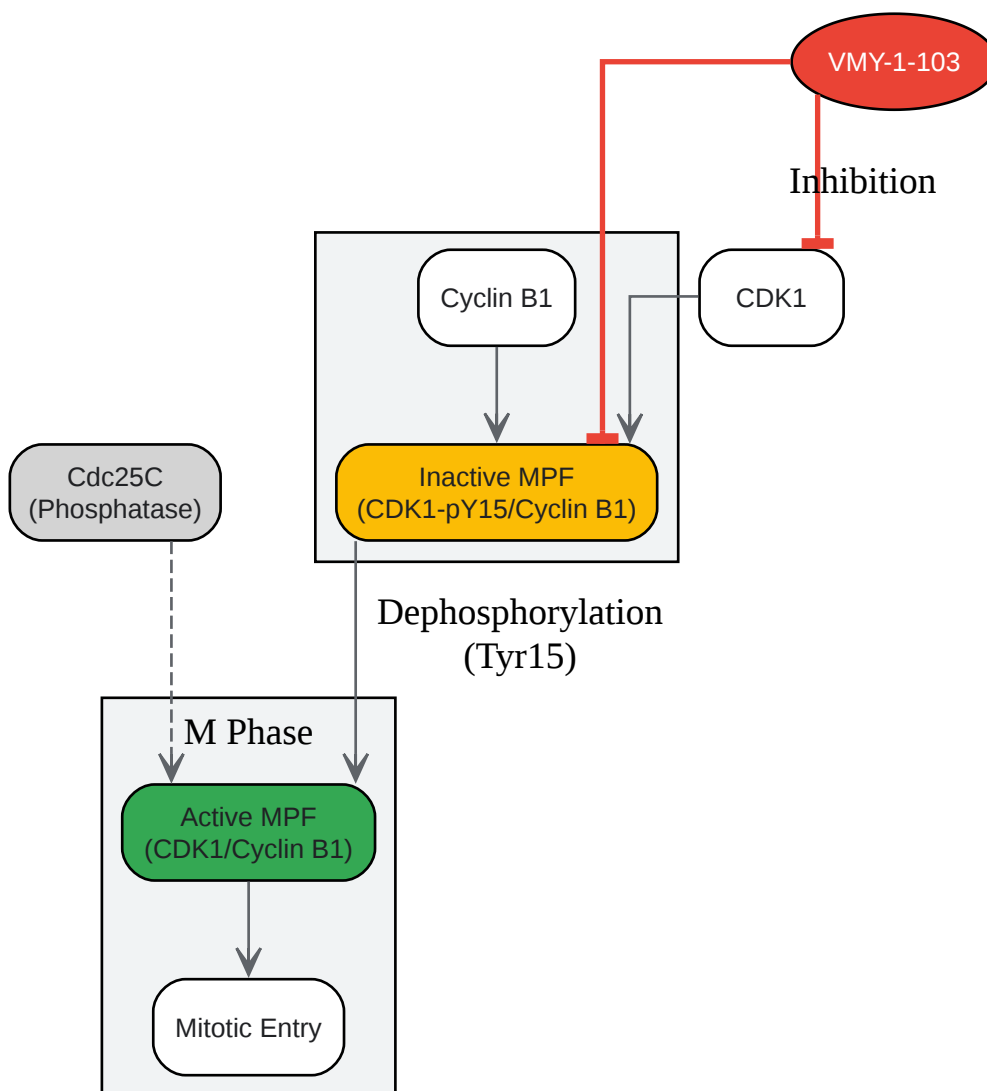 VMY-1-103
Inhibition
Cyclin B1
CDK1
Cdc25C
(Phosphatase)
Inactive MPF
(CDK1-pY15/Cyclin B1)
Dephosphorylation
(Tyr15)
M Phase
Active MPF
(CDK1/Cyclin B1)
Mitotic Entry